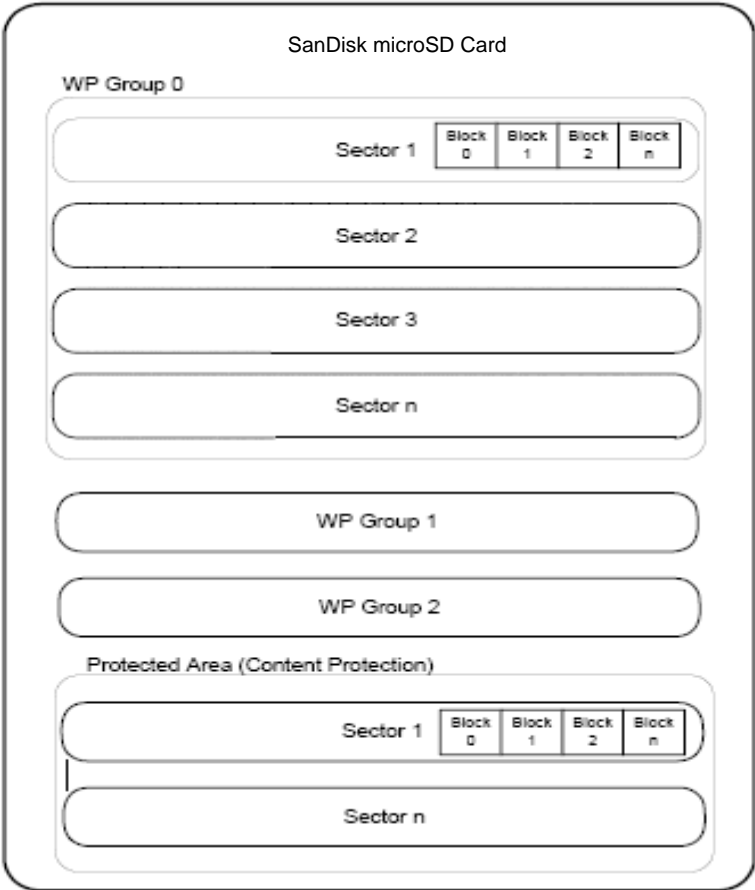 SanDisk microSD Card
WP Group 0
Sector 1
Block 0
Block 1
Block 2
Block n
Sector 2
Sector 3
Sector n
WP Group 1
WP Group 2
Protected Area (Content Protection)
Sector 1
Block 0
Block 1
Block 2
Block n
Sector n